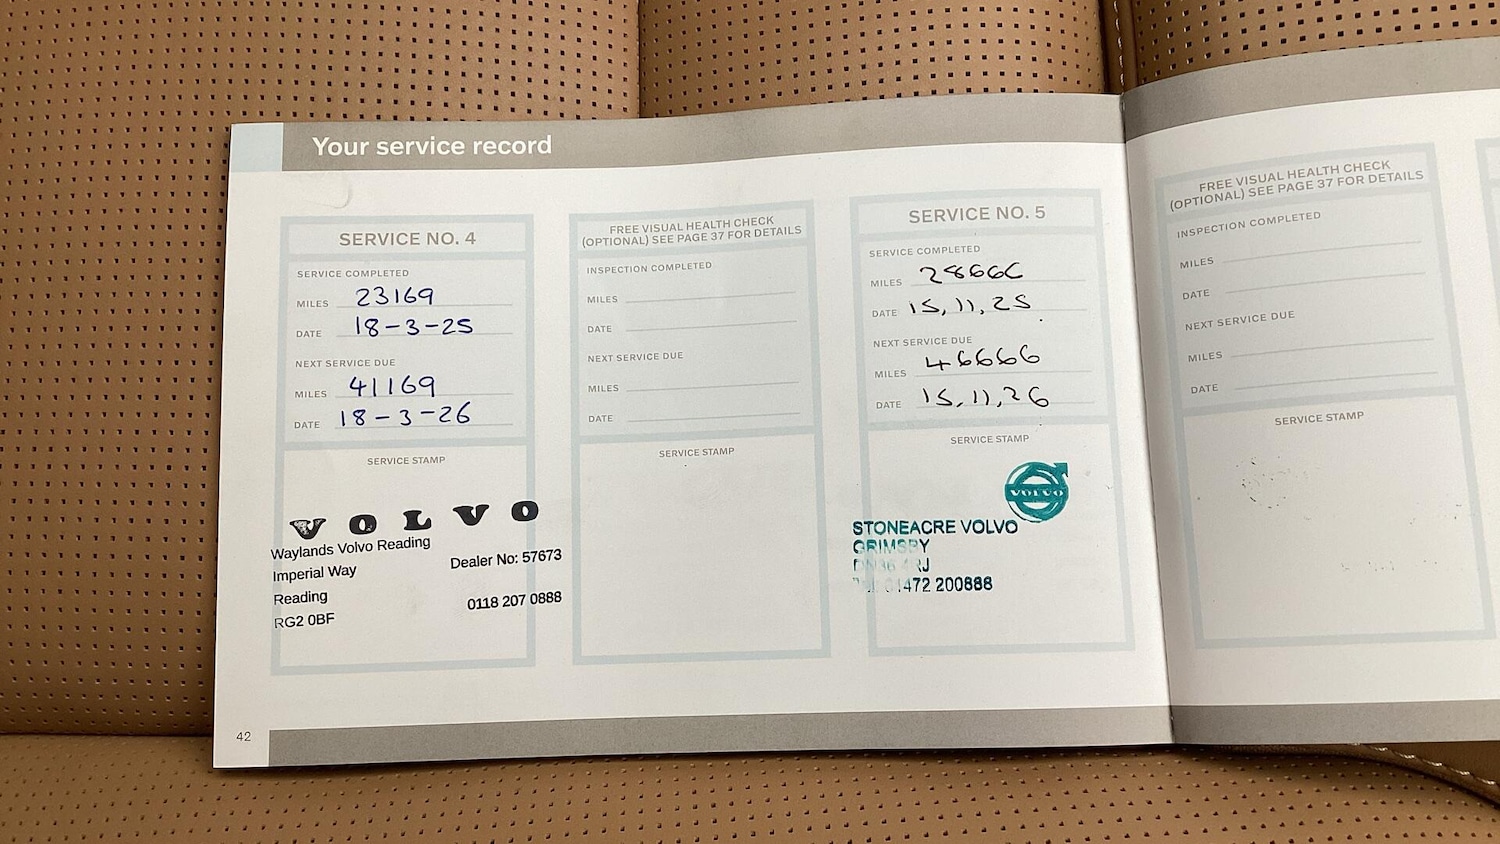 Your service record
SERVICE NO. 4
SERVICE COMPLETED
MILES 23169
DATE 18-3-25
NEXT SERVICE DUE
MILES 41169
DATE 18-3-26
SERVICE STAMP
VOLVO
Waylands Volvo Reading
Imperial Way
Dealer No: 57673
Reading
0118 207 0888
RG2 0BF
FREE VISUAL HEALTH CHECK
(OPTIONAL) SEE PAGE 37 FOR DETAILS
INSPECTION COMPLETED
MILES
DATE
NEXT SERVICE DUE
MILES
DATE
SERVICE STAMP
SERVICE NO. 5
SERVICE COMPLETED
MILES 28666
DATE 15,11,25
NEXT SERVICE DUE
MILES 46666
DATE 15,11,26
SERVICE STAMP
VOLVO
STONEACRE VOLVO
GRIMSBY
01472 200888
FREE VISUAL HEALTH CHECK
(OPTIONAL) SEE PAGE 37 FOR DETAILS
INSPECTION COMPLETED
MILES
DATE
NEXT SERVICE DUE
MILES
DATE
SERVICE STAMP
42